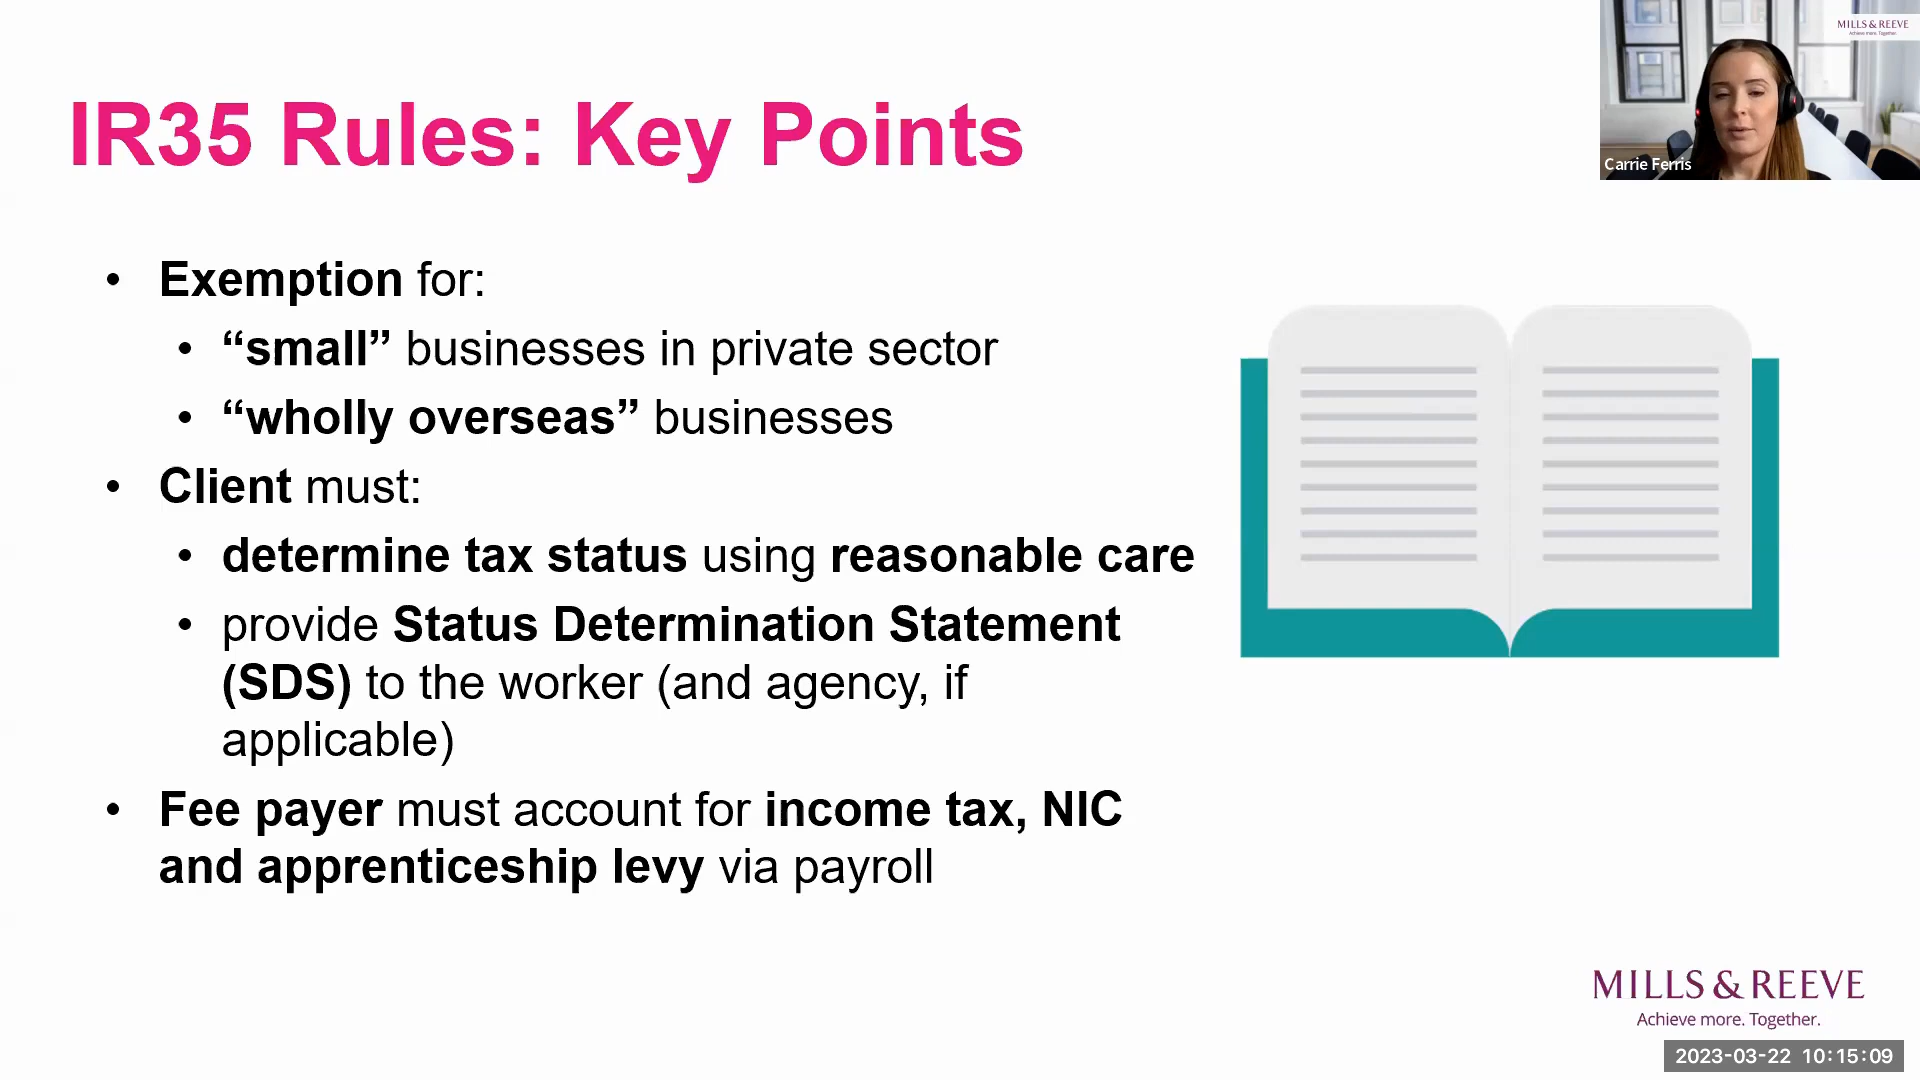 MILLS & REEVE
Achieve more. Together.
Carrie Ferris
IR35 Rules: Key Points
• Exemption for:
• “small” businesses in private sector
• “wholly overseas” businesses
• Client must:
• determine tax status using reasonable care
• provide Status Determination Statement
(SDS) to the worker (and agency, if
applicable)
• Fee payer must account for income tax, NIC
and apprenticeship levy via payroll
MILLS & REEVE
Achieve more. Together.
2023-03-22 10:15:09